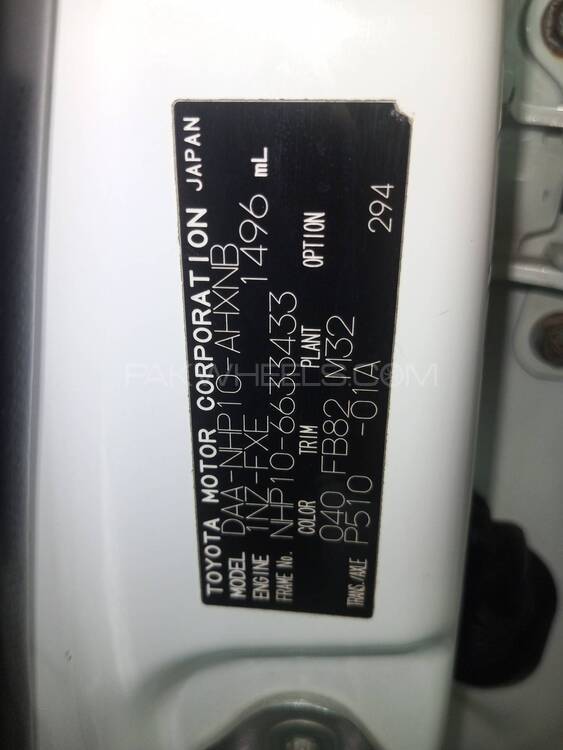 TOYOTA MOTOR CORPORATION JAPAN
MODEL DAA-NHP10-AHXNB
ENGINE 1NZ-FXE 1496 mL
FRAME No. NHP10-6633433
COLOR TRIM PLANT OPTION
040 FB82 M32
TRANS./AXLE P510 -01A 294
PAKWHEELS.COM